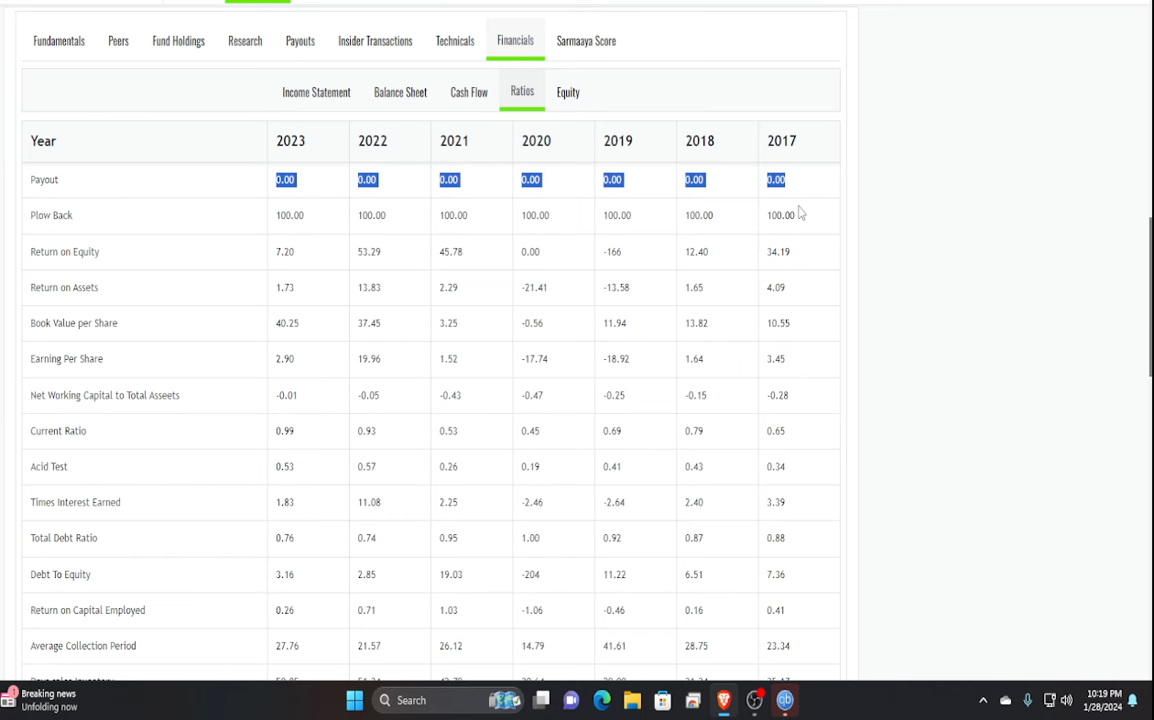 Fundamentals Peers Fund Holdings Research Payouts Insider Transactions Technicals Financials Sarmaaya Score
Income Statement Balance Sheet Cash Flow Ratios Equity
Year 2023 2022 2021 2020 2019 2018 2017
Payout 0.00 0.00 0.00 0.00 0.00 0.00 0.00
Plow Back 100.00 100.00 100.00 100.00 100.00 100.00 100.00
Return on Equity 7.20 53.29 45.78 0.00 -166 12.40 34.19
Return on Assets 1.73 13.83 2.29 -21.41 -13.58 1.65 4.09
Book Value per Share 40.25 37.45 3.25 -0.56 11.94 13.82 10.55
Earning Per Share 2.90 19.96 1.52 -17.74 -18.92 1.64 3.45
Net Working Capital to Total Asseets -0.01 -0.05 -0.43 -0.47 -0.25 -0.15 -0.28
Current Ratio 0.99 0.93 0.53 0.45 0.69 0.79 0.65
Acid Test 0.53 0.57 0.26 0.19 0.41 0.43 0.34
Times Interest Earned 1.83 11.08 2.25 -2.46 -2.64 2.40 3.39
Total Debt Ratio 0.76 0.74 0.95 1.00 0.92 0.87 0.88
Debt To Equity 3.16 2.85 19.03 -204 11.22 6.51 7.36
Return on Capital Employed 0.26 0.71 1.03 -1.06 -0.46 0.16 0.41
Average Collection Period 27.76 21.57 26.12 14.79 41.61 28.75 23.34
Breaking news
Unfolding now
Search
10:19 PM
1/28/2024